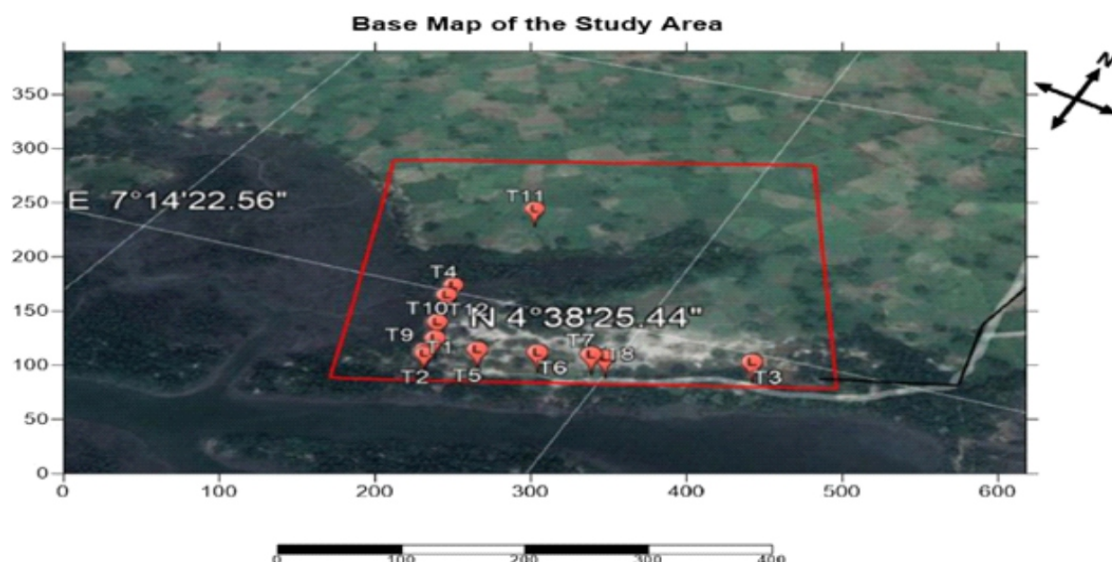 Base Map of the Study Area
N
350
300
250
200
150
100
50
0
E 7°14'22.56"
T11
T4
T10 T12
N 4°38'25.44"
T9
T1
T7
T8
T2
T5
T6
T3
0 100 200 300 400 500 600
0 100 200 300 400